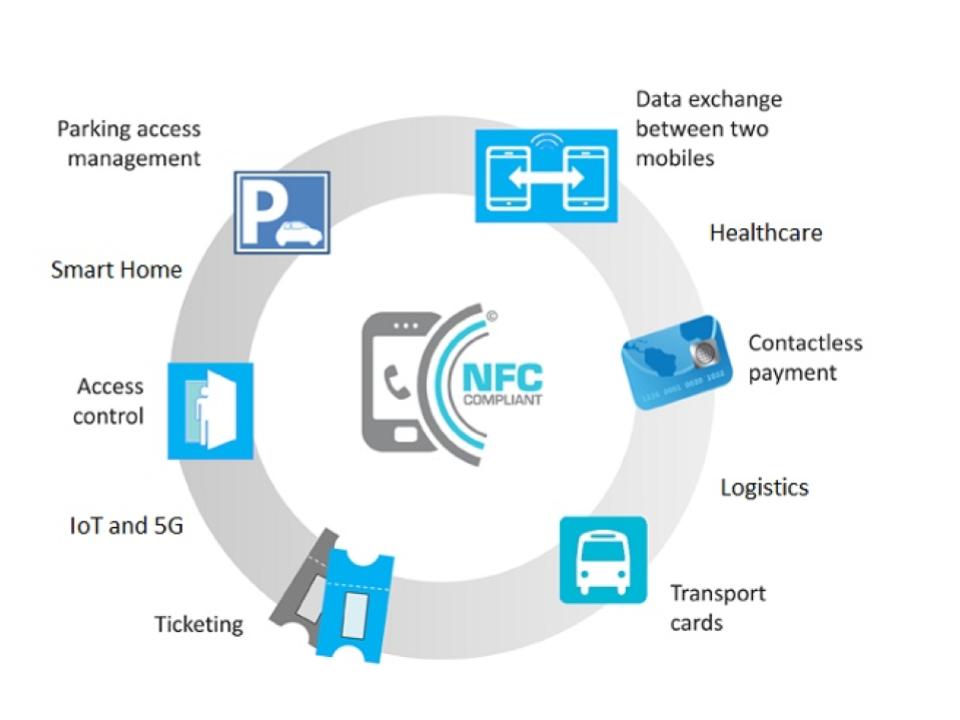 Data exchange
between two
mobiles
Parking access
management
P
Healthcare
Smart Home
©
Contactless
payment
NFC
COMPLIANT
Access
control
Logistics
IoT and 5G
Transport
cards
Ticketing